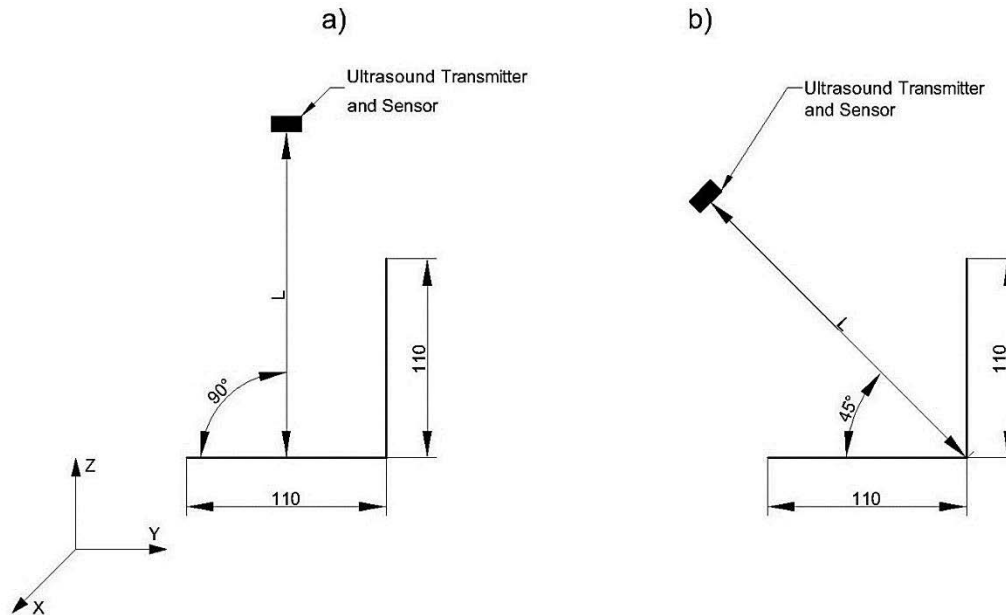 a)
Ultrasound Transmitter
and Sensor
L
90°
110
110
Z
Y
X
b)
Ultrasound Transmitter
and Sensor
L
45°
110
110